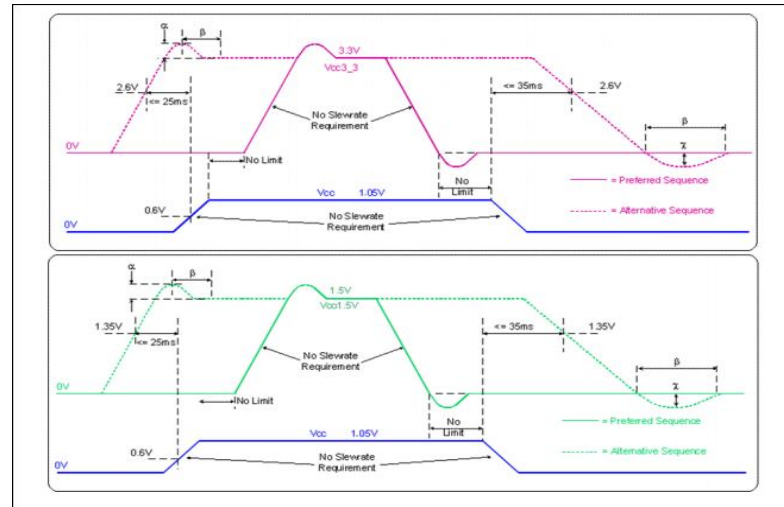 α
β
3.3V
Vcc3_3
2.6V
<= 25ms
<= 35ms
2.6V
No Slewrate
Requirement
β
0V
χ
No Limit
No
Limit
= Preferred Sequence
Vcc 1.05V
0.6V
No Slewrate
Requirement
= Alternative Sequence
0V
α
β
1.5V
Vcc1.5V
1.35V
<= 25ms
<= 35ms
1.35V
No Slewrate
Requirement
β
0V
χ
No Limit
No
Limit
= Preferred Sequence
Vcc 1.05V
0.6V
No Slewrate
Requirement
= Alternative Sequence
0V